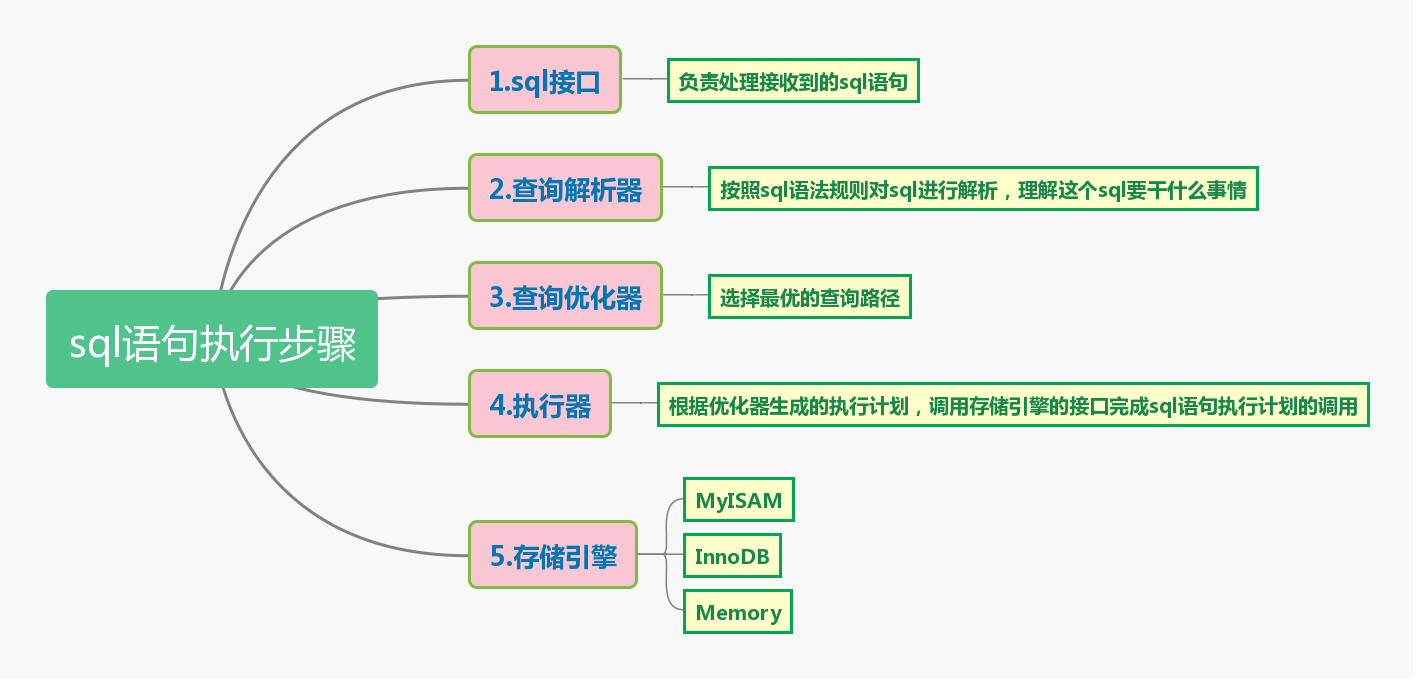 sql语句执行步骤
1.sql接口
负责处理接收到的sql语句
2.查询解析器
按照sql语法规则对sql进行解析，理解这个sql要干什么事情
3.查询优化器
选择最优的查询路径
4.执行器
根据优化器生成的执行计划，调用存储引擎的接口完成sql语句执行计划的调用
5.存储引擎
MyISAM
InnoDB
Memory